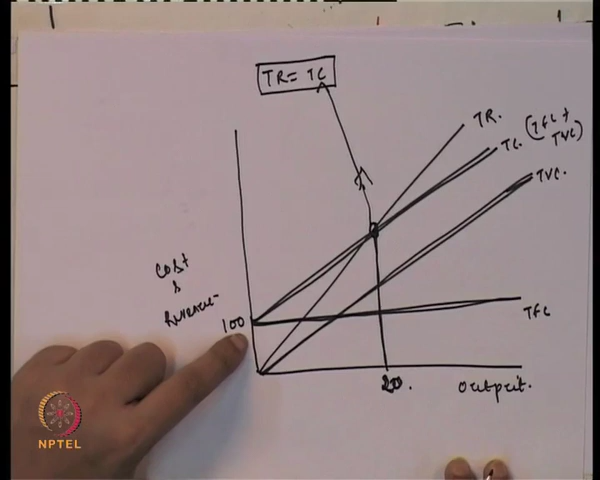 TR = TC
TR.
TC. (TFC +
TVC)
TVC.
Cost
&
Revenue
100
TFC
20.
output.
NPTEL